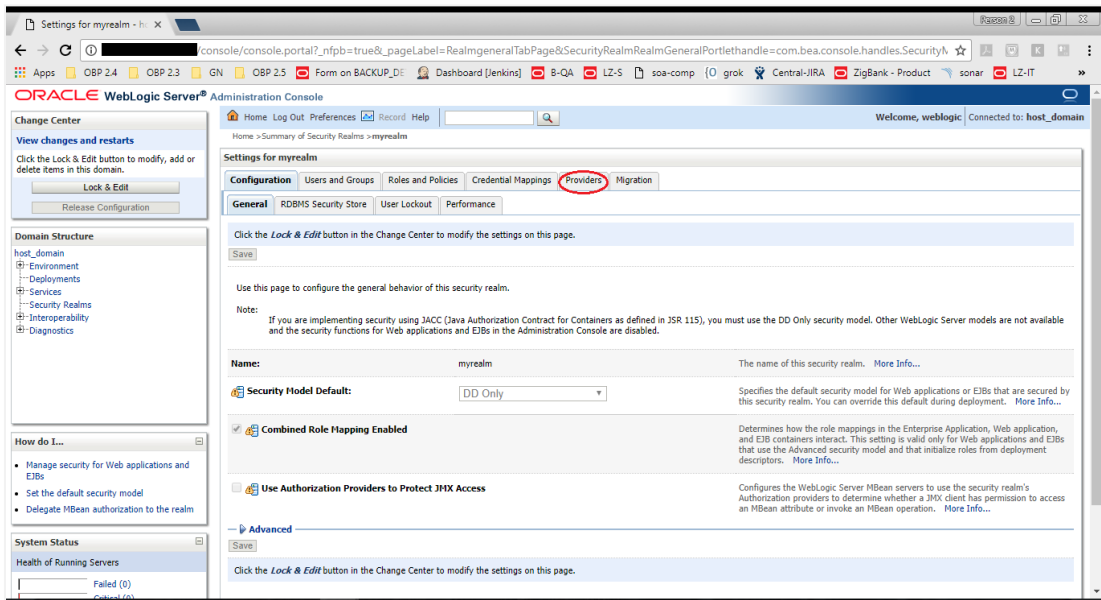 Settings for myrealm - h
Person 2
/console/console.portal?_nfpb=true&_pageLabel=RealmgeneralTabPage&SecurityRealmRealmGeneralPortlethandle=com.bea.console.handles.SecurityN
Apps OBP 2.4 OBP 2.3 GN OBP 2.5 Form on BACKUP_DE Dashboard [Jenkins] B-QA LZ-S soa-comp grok Central-JIRA ZigBank - Product sonar LZ-IT »
ORACLE WebLogic Server® Administration Console
Change Center
View changes and restarts
Click the Lock & Edit button to modify, add or
delete items in this domain.
Lock & Edit
Release Configuration
Domain Structure
host_domain
Environment
Deployments
Services
Security Realms
Interoperability
Diagnostics
How do I...
Manage security for Web applications and
EJBs
Set the default security model
Delegate MBean authorization to the realm
System Status
Health of Running Servers
Failed (0)
Critical (0)
Home Log Out Preferences Record Help
Welcome, weblogic Connected to: host_domain
Home >Summary of Security Realms >myrealm
Settings for myrealm
Configuration Users and Groups Roles and Policies Credential Mappings Providers Migration
General RDBMS Security Store User Lockout Performance
Click the Lock & Edit button in the Change Center to modify the settings on this page.
Save
Use this page to configure the general behavior of this security realm.
Note:
If you are implementing security using JACC (Java Authorization Contract for Containers as defined in JSR 115), you must use the DD Only security model. Other WebLogic Server models are not available
and the security functions for Web applications and EJBs in the Administration Console are disabled.
Name: myrealm The name of this security realm. More Info...
Security Model Default: DD Only Specifies the default security model for Web applications or EJBs that are secured by
this security realm. You can override this default during deployment. More Info...
Combined Role Mapping Enabled Determines how the role mappings in the Enterprise Application, Web application,
and EJB containers interact. This setting is valid only for Web applications and EJBs
that use the Advanced security model and that initialize roles from deployment
descriptors. More Info...
Use Authorization Providers to Protect JMX Access Configures the WebLogic Server MBean servers to use the security realm's
Authorization providers to determine whether a JMX client has permission to access
an MBean attribute or invoke an MBean operation. More Info...
Advanced
Save
Click the Lock & Edit button in the Change Center to modify the settings on this page.